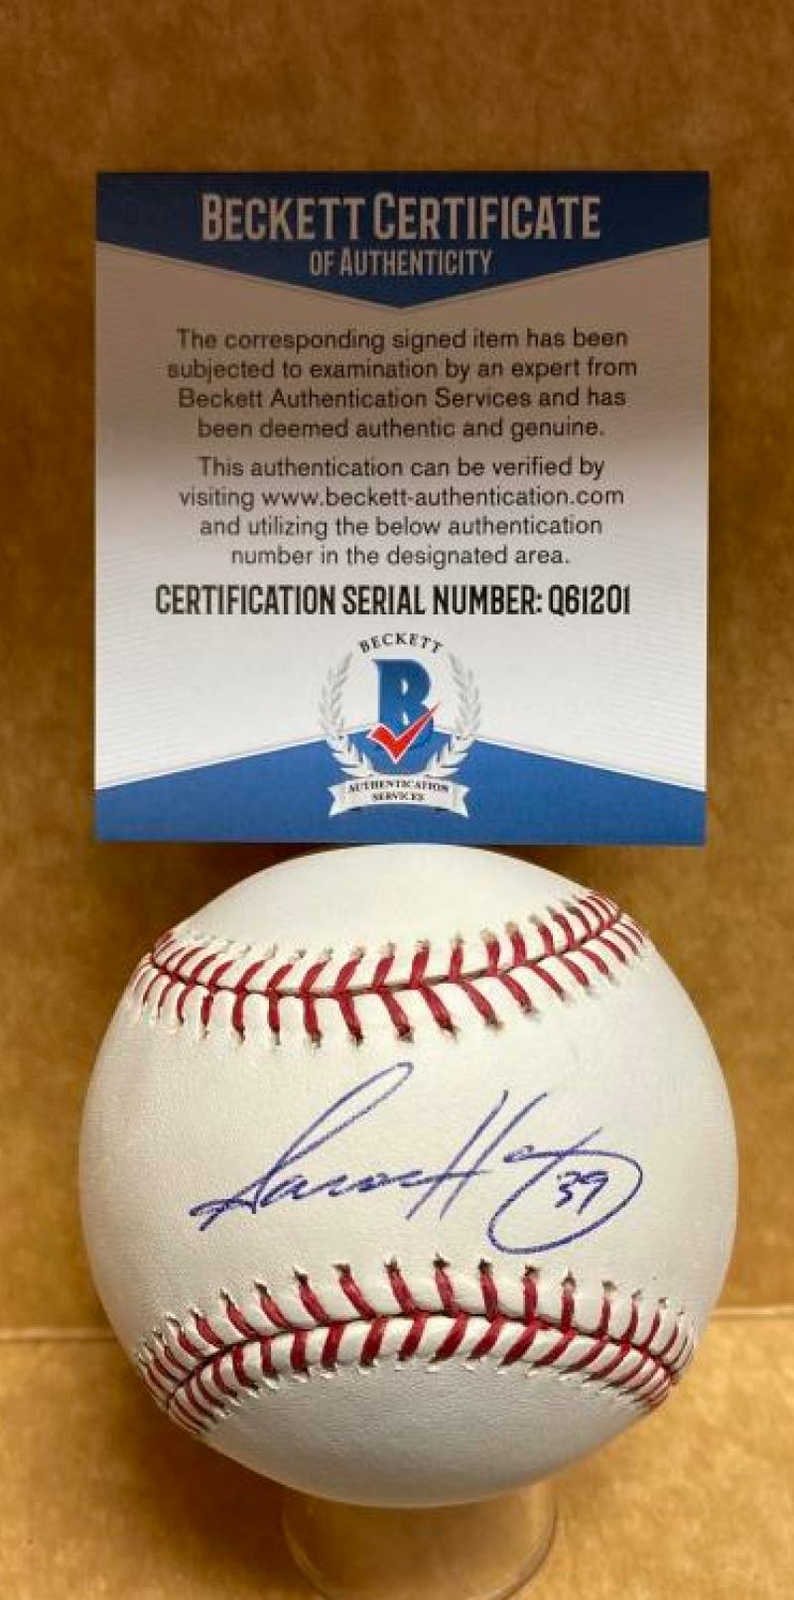 BECKETT CERTIFICATE
OF AUTHENTICITY
The corresponding signed item has been
subjected to examination by an expert from
Beckett Authentication Services and has
been deemed authentic and genuine.
This authentication can be verified by
visiting www.beckett-authentication.com
and utilizing the below authentication
number in the designated area.
CERTIFICATION SERIAL NUMBER: Q61201
BECKETT
B
AUTHENTICATION
SERVICES
Aaron 39